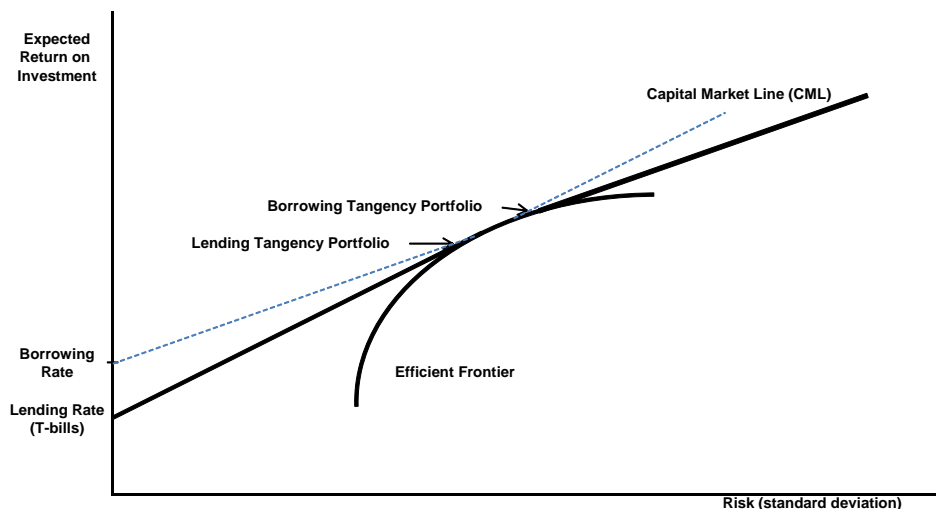 Expected
Return on
Investment
Capital Market Line (CML)
Borrowing Tangency Portfolio
Lending Tangency Portfolio
Borrowing
Rate
Efficient Frontier
Lending Rate
(T-bills)
Risk (standard deviation)